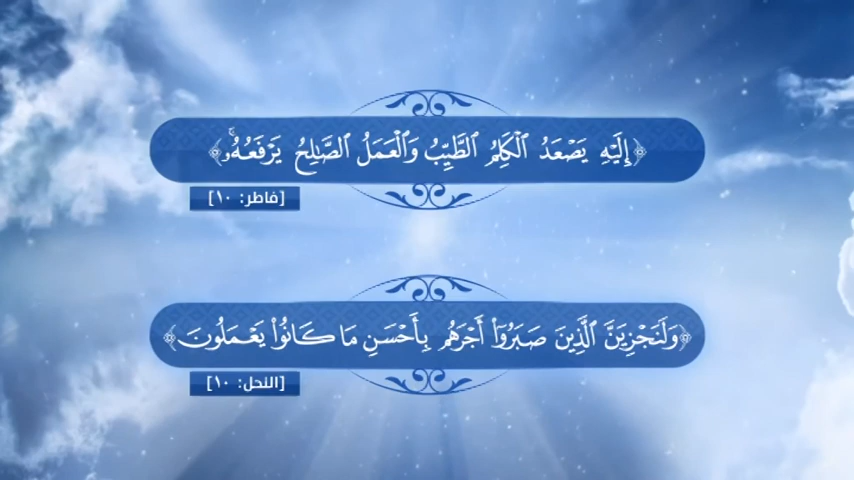 ﴿إِلَيْهِ يَصْعَدُ ٱلْكَلِمُ ٱلطَّيِّبُ وَٱلْعَمَلُ ٱلصَّـٰلِحُ يَرْفَعُهُۥۚ﴾
[فاطر: ١٠]
﴿وَلَنَجْزِيَنَّ ٱلَّذِينَ صَبَرُوٓا۟ أَجْرَهُم بِأَحْسَنِ مَا كَانُوا۟ يَعْمَلُونَ﴾
[النحل: ١٠]